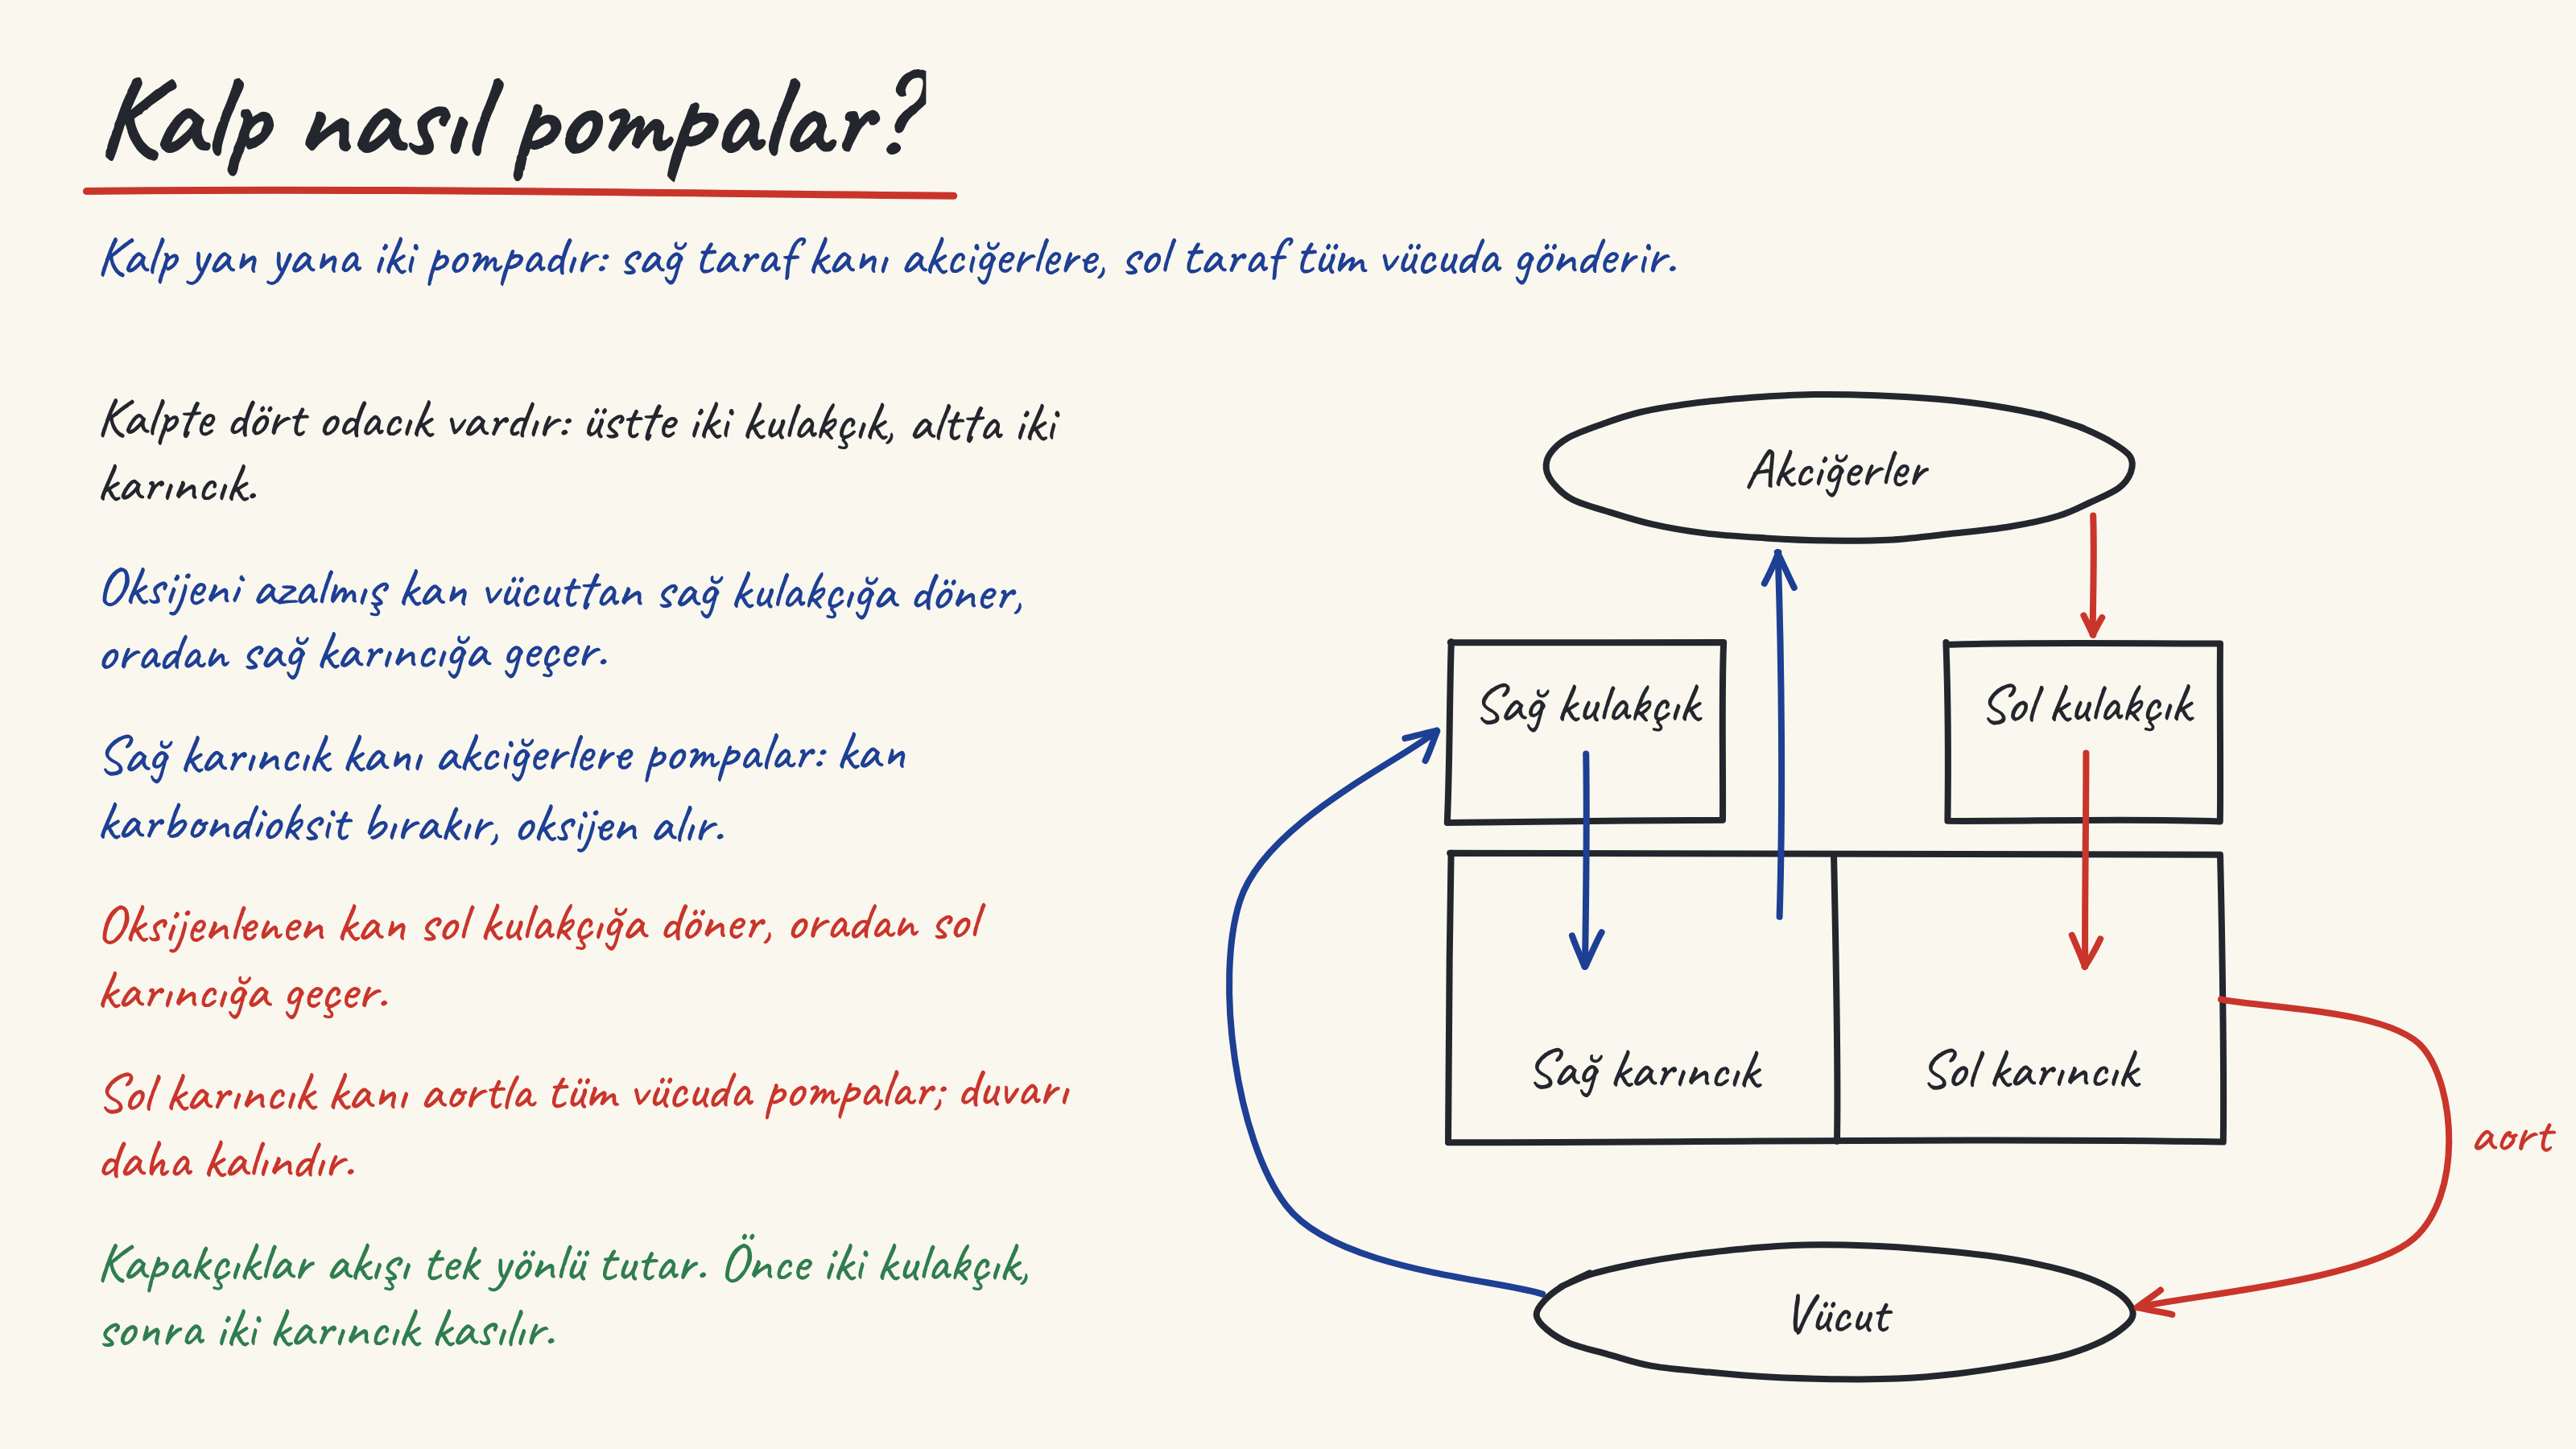 Kalp nasıl pompalar?
Kalp yan yana iki pompadır: sağ taraf kanı akciğerlere, sol taraf tüm vücuda gönderir.
Kalpte dört odacık vardır: üstte iki kulakçık, altta iki
karıncık.
Oksijeni azalmış kan vücuttan sağ kulakçığa döner,
oradan sağ karıncığa geçer.
Sağ karıncık kanı akciğerlere pompalar: kan
karbondioksit bırakır, oksijen alır.
Oksijenlenen kan sol kulakçığa döner, oradan sol
karıncığa geçer.
Sol karıncık kanı aortla tüm vücuda pompalar; duvarı
daha kalındır.
Kapakçıklar akışı tek yönlü tutar. Önce iki kulakçık,
sonra iki karıncık kasılır.
Akciğerler
Sağ kulakçık
Sol kulakçık
Sağ karıncık
Sol karıncık
aort
Vücut